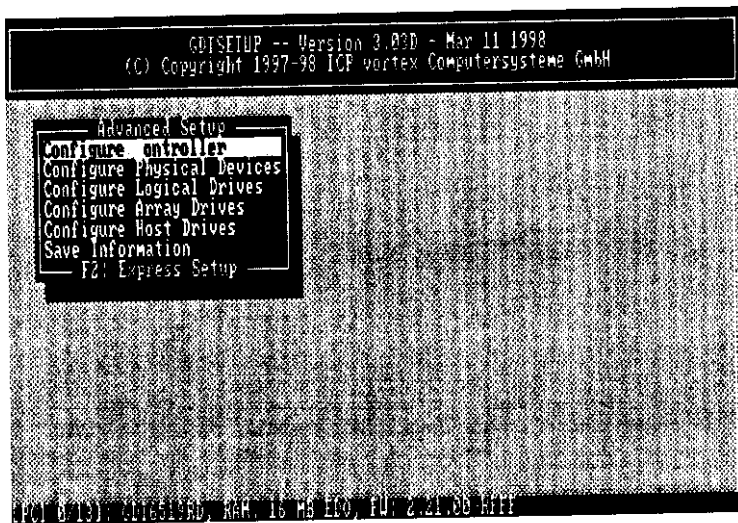 GDTSETUP -- Version 3.03D - Mar 11 1998
(C) Copyright 1997-98 ICP vortex Computersysteme GmbH
Advanced Setup
Configure ontroller
Configure Physical Devices
Configure Logical Drives
Configure Array Drives
Configure Host Drives
Save Information
F2: Express Setup
RAM: 16 MB ECO, FW: 2.21.00